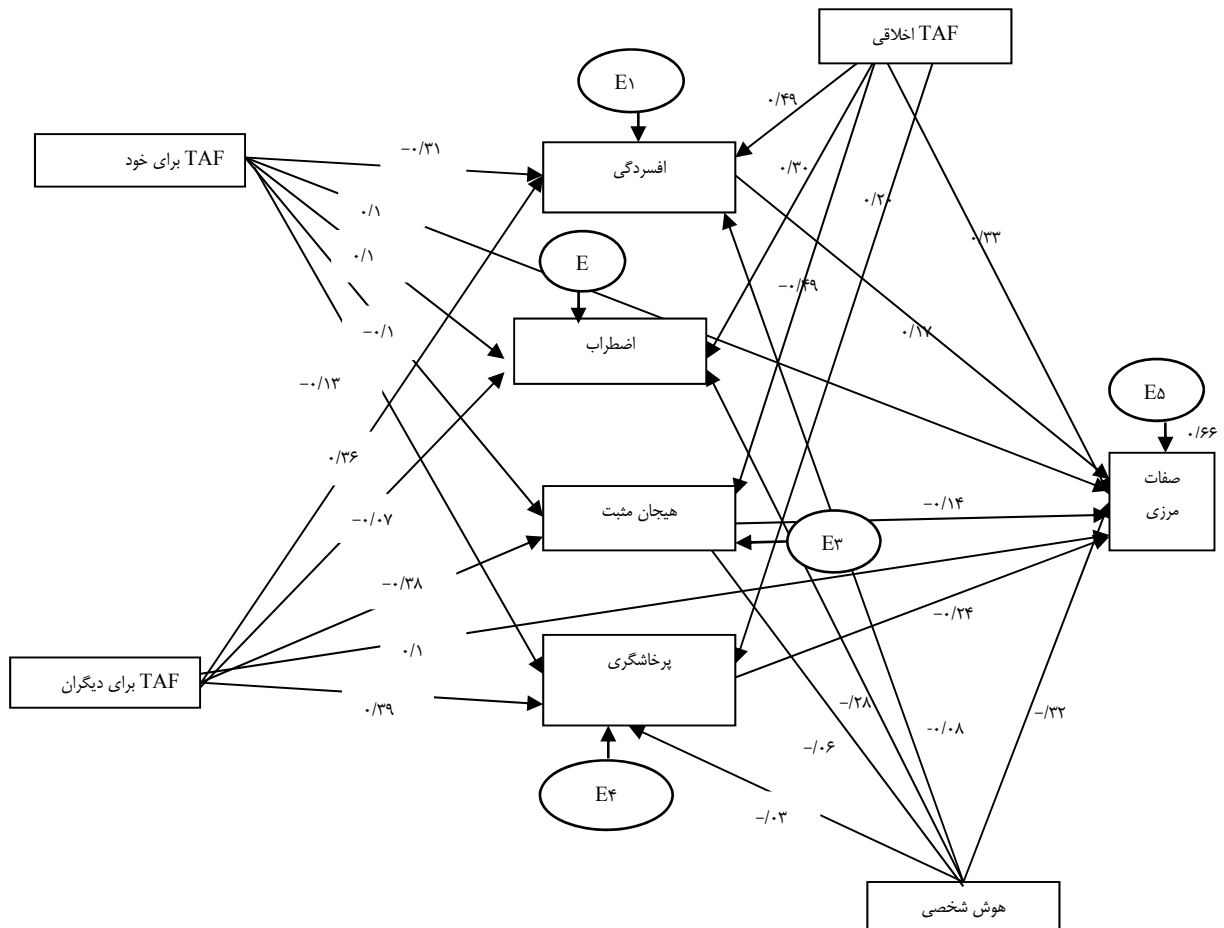 TAF اخلاقی
E۱
۰/۴۹
TAF برای خود
-۰/۳۱
افسردگی
۰/۳۰
۰/۲۰
۰/۱
۰/۳۳
۰/۱
E
-۰/۴۹
-۰/۱
اضطراب
۰/۱۷
-۰/۱۳
E۵
۰/۶۶
۰/۳۶
صفات
مرزی
هیجان مثبت
-۰/۱۴
-۰/۰۷
E۳
-۰/۳۸
-۰/۲۴
۰/۱
پرخاشگری
TAF برای دیگران
۰/۳۹
-/۲۸
-/۳۲
-۰/۰۸
-/۰۶
E۴
-/۰۳
هوش شخصی